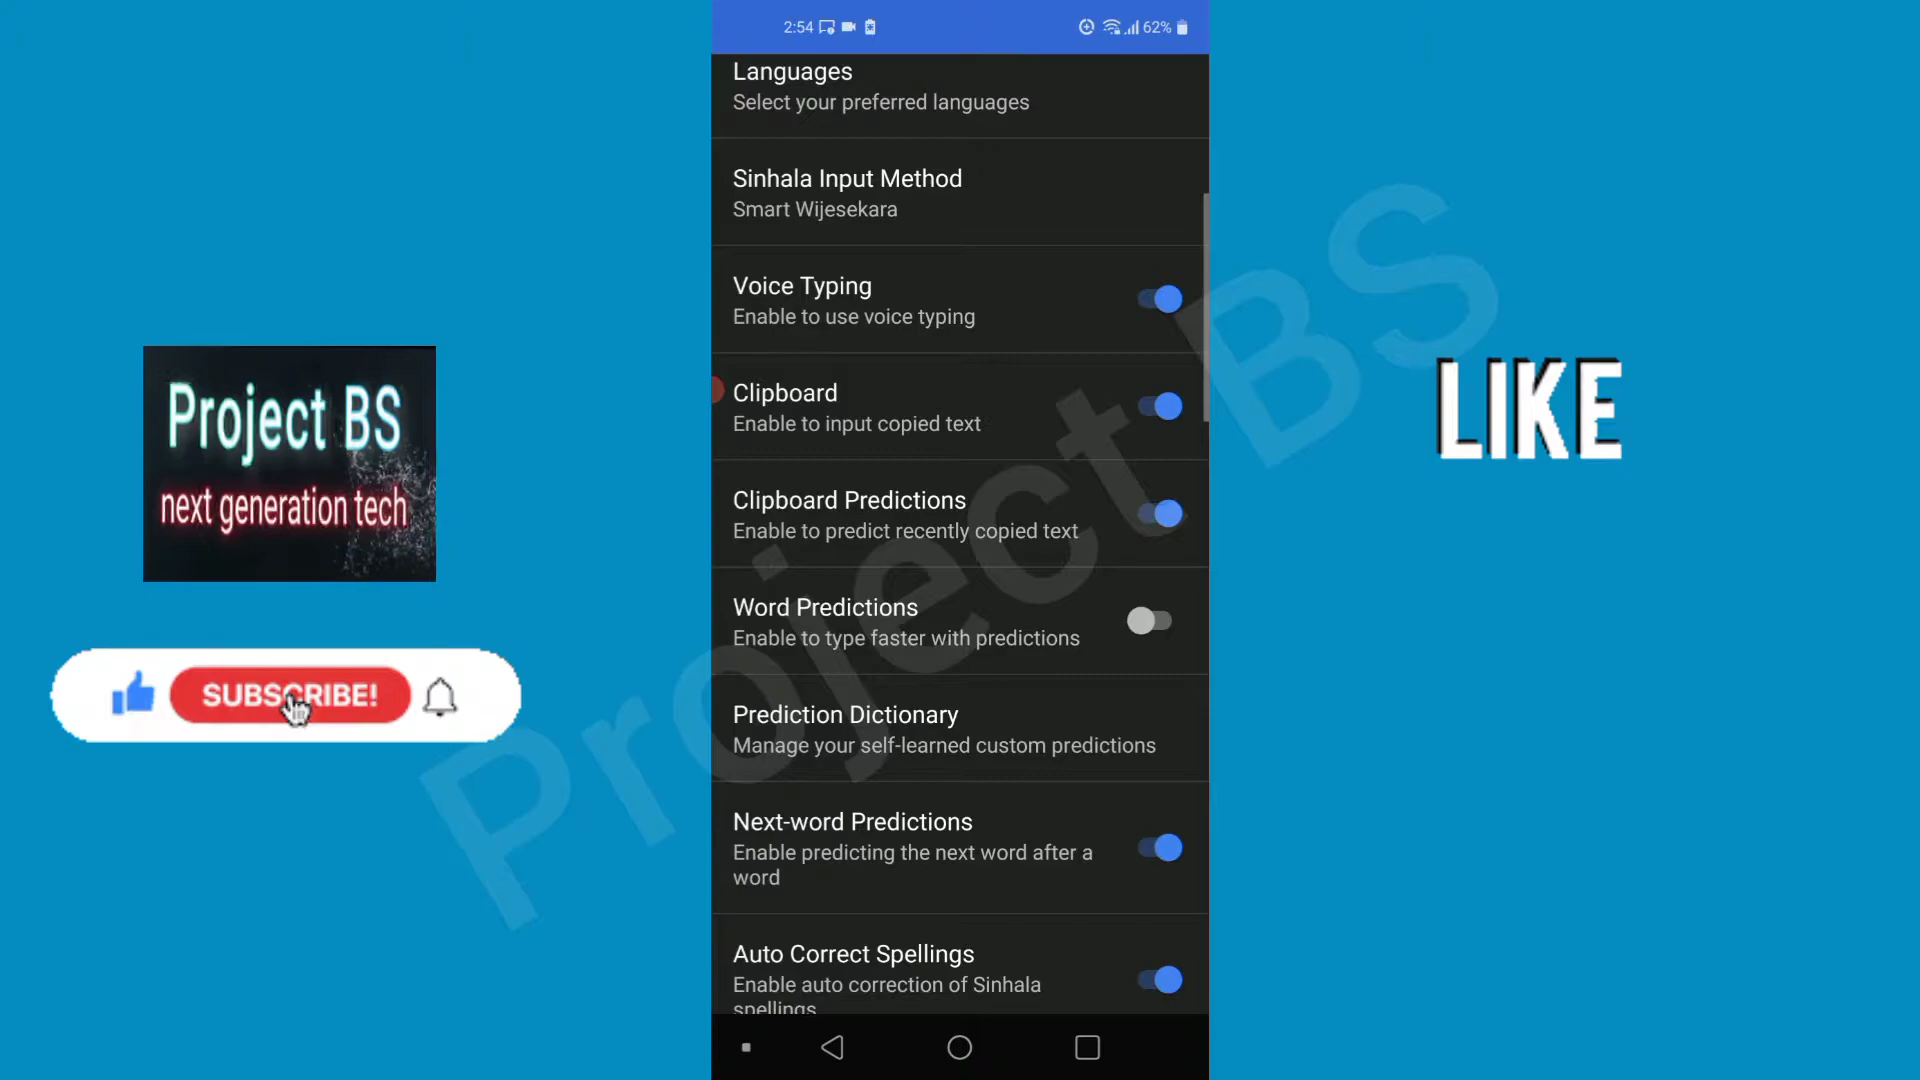 2:54
62%
Languages
Select your preferred languages
Sinhala Input Method
Smart Wijesekara
Voice Typing
Enable to use voice typing
Clipboard
Enable to input copied text
Clipboard Predictions
Enable to predict recently copied text
Word Predictions
Enable to type faster with predictions
Prediction Dictionary
Manage your self-learned custom predictions
Next-word Predictions
Enable predicting the next word after a
word
Auto Correct Spellings
Enable auto correction of Sinhala
spellings
Project BS
next generation tech
SUBSCRIBE!
LIKE
Project BS